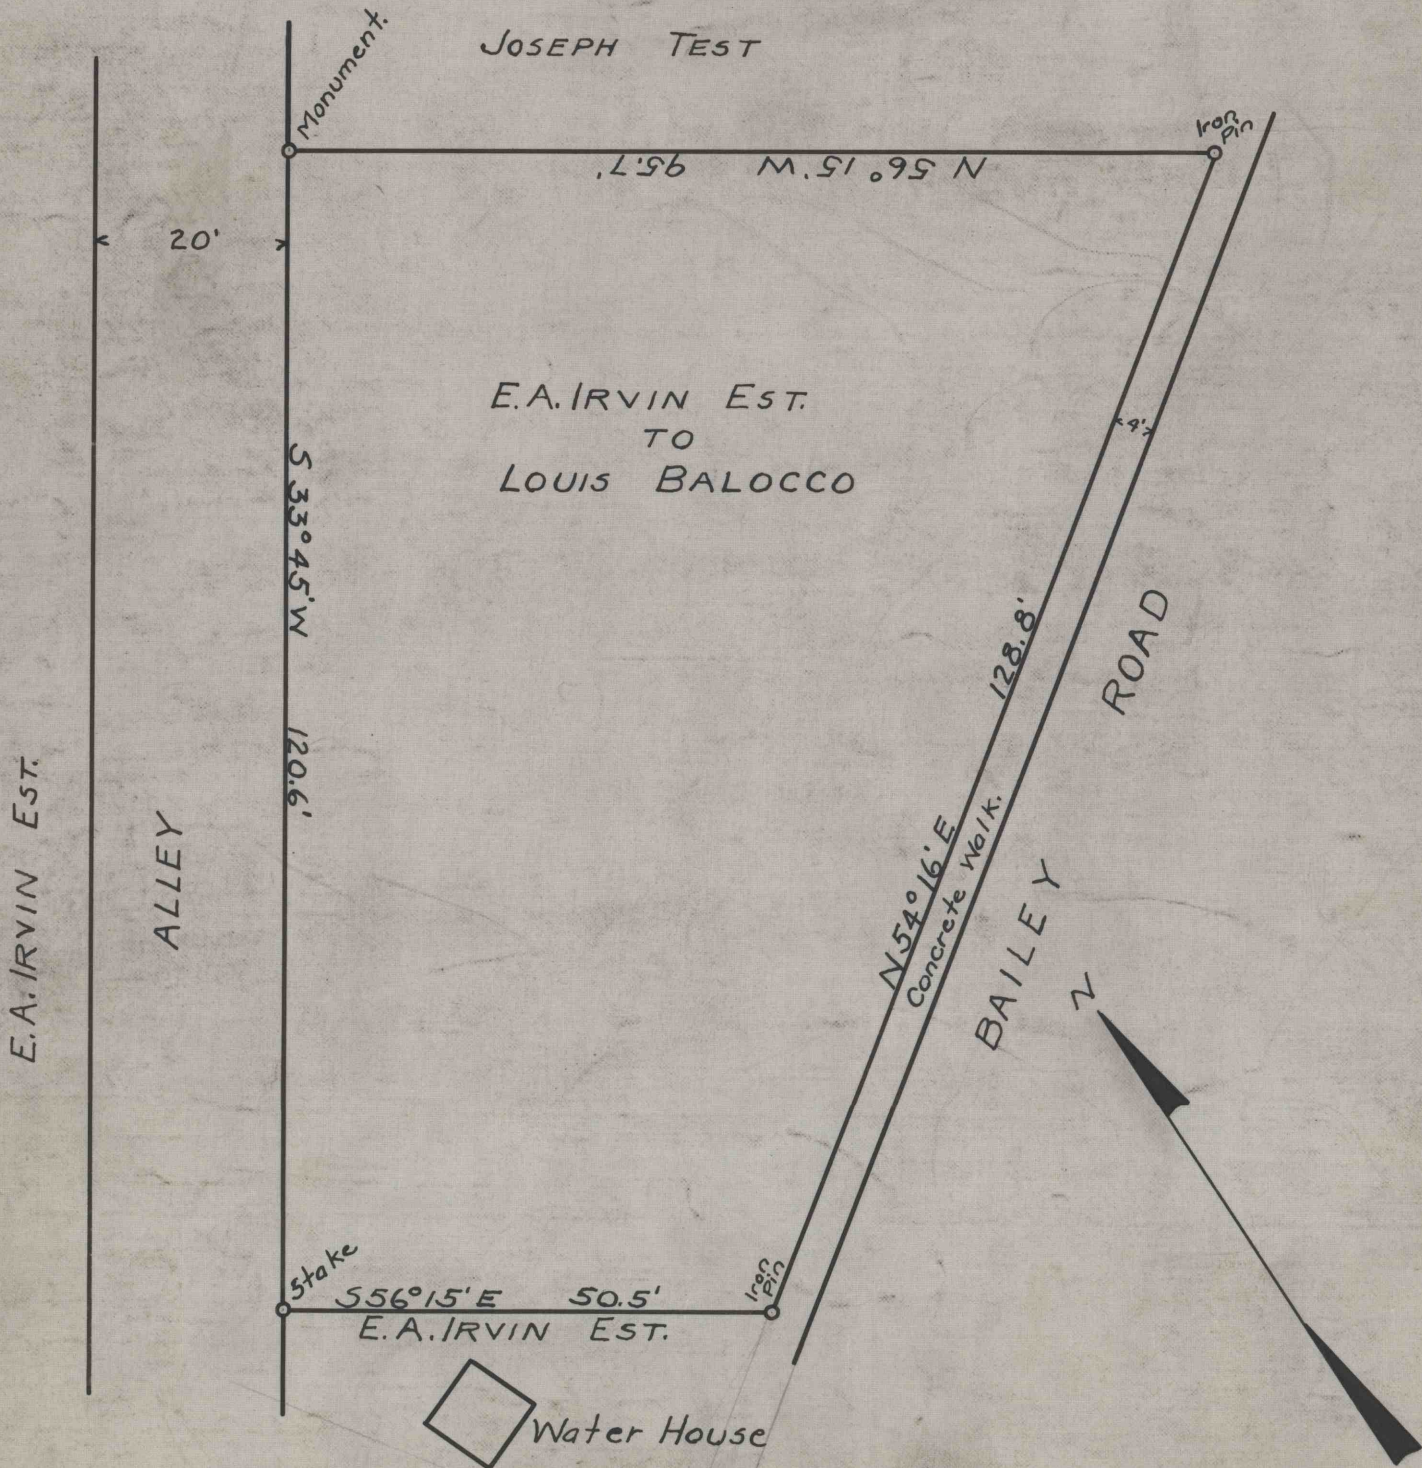 JOSEPH TEST
Monument.
Iron
Pin
N 56° 15' W 95.7'
20'
E. A. IRVIN EST.
TO
LOUIS BALOCCO
4'
S 33° 45' W 120.6'
N 54° 16' E 128.8'
Concrete Walk.
BAILEY ROAD
ALLEY
E. A. IRVIN EST.
N
Stake
S 56° 15' E 50.5'
Iron
Pin
E. A. IRVIN EST.
Water House